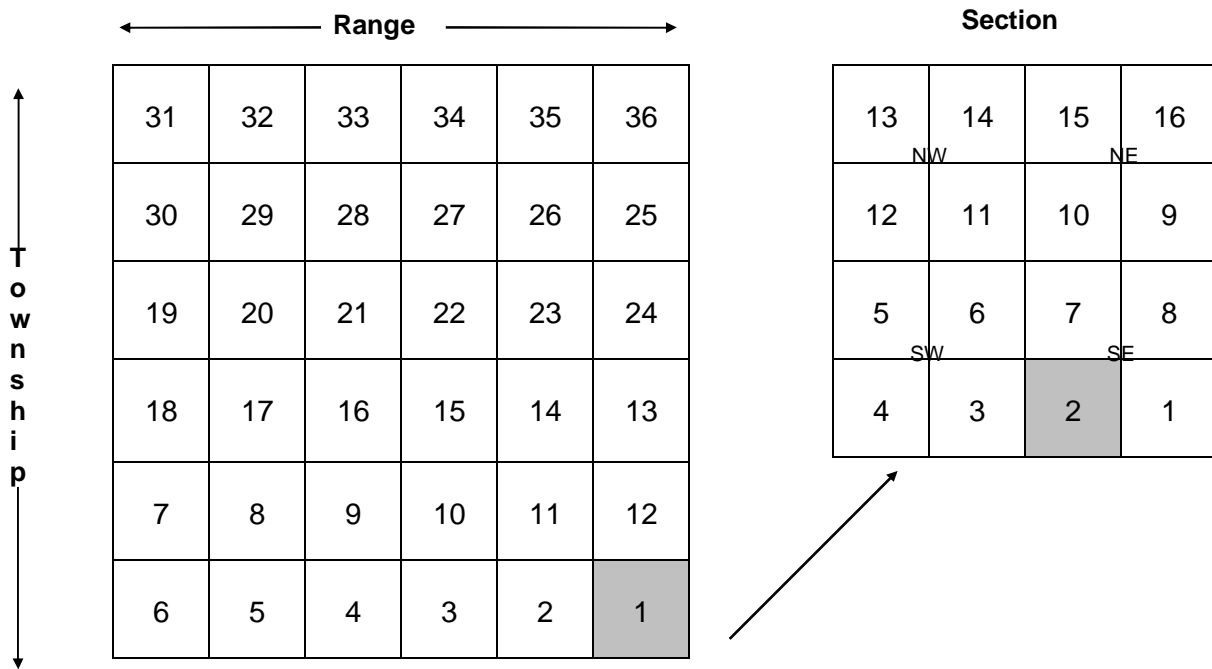 Range
Section
Township
31 32 33 34 35 36
30 29 28 27 26 25
19 20 21 22 23 24
18 17 16 15 14 13
7 8 9 10 11 12
6 5 4 3 2 1
13 14 15 16
NW NE
12 11 10 9
5 6 7 8
SW SE
4 3 2 1